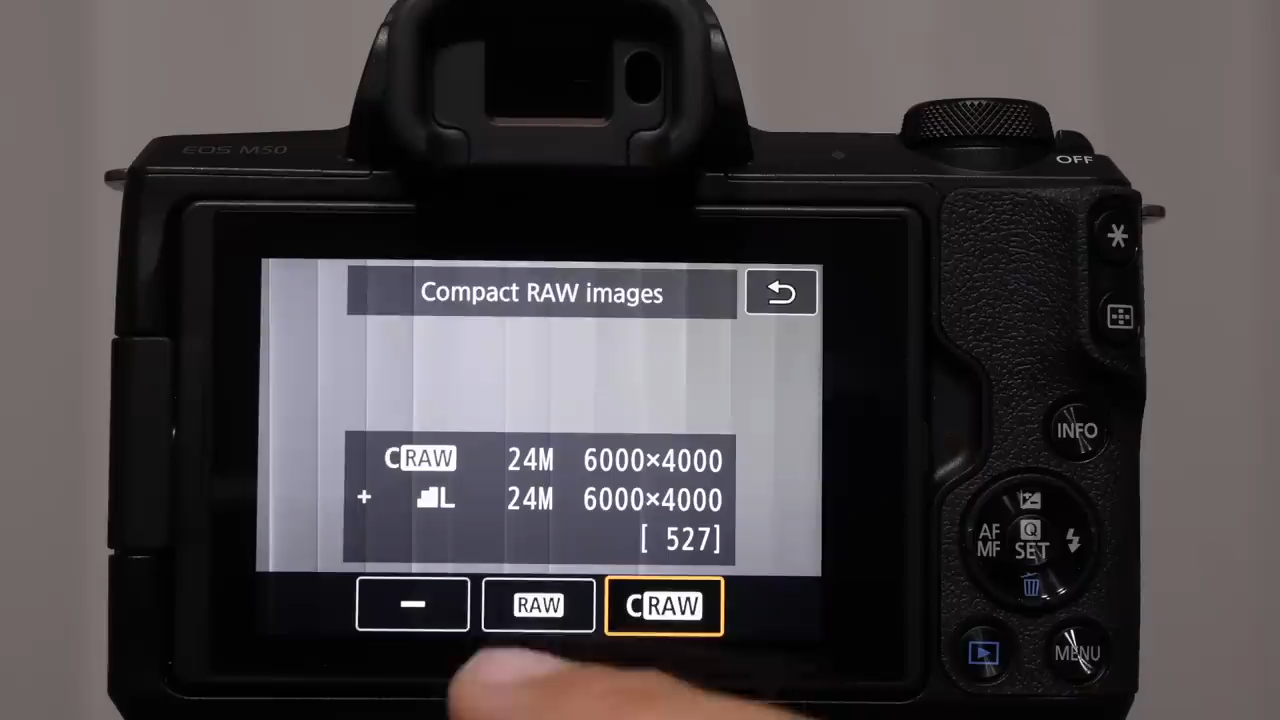 EOS M50
OFF
Compact RAW images
INFO
CRAW 24M 6000×4000
+ L 24M 6000×4000
[ 527]
AF
MF
Q
SET
RAW
CRAW
MENU